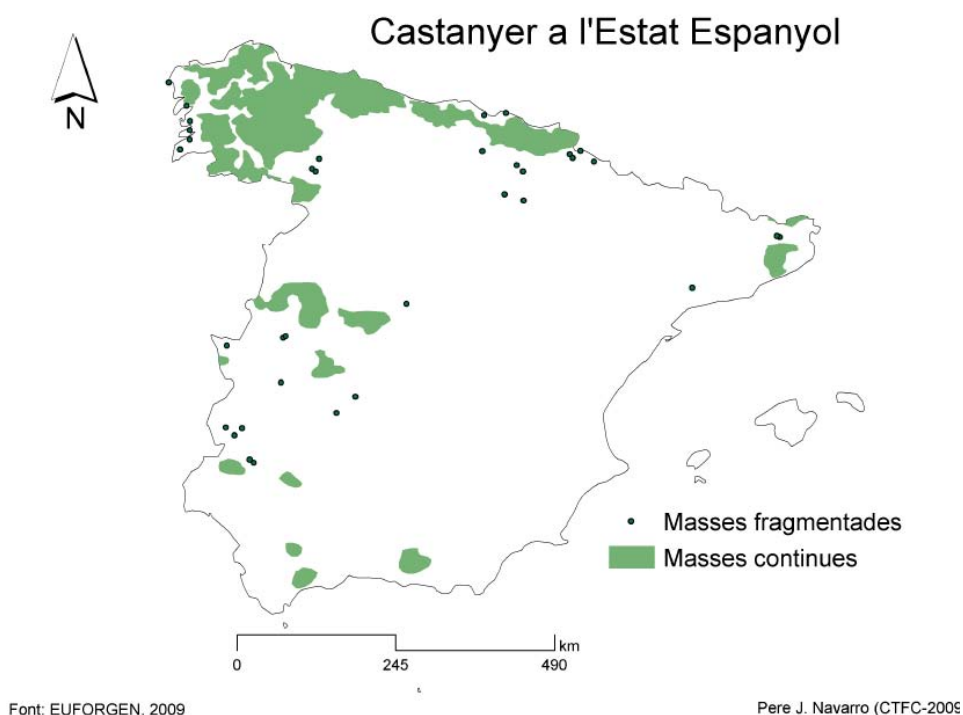 Castanyer a l'Estat Espanyol
N
Masses fragmentades
Masses continues
km
0 245 490
Font: EUFORGEN, 2009
Pere J. Navarro (CTFC-2009